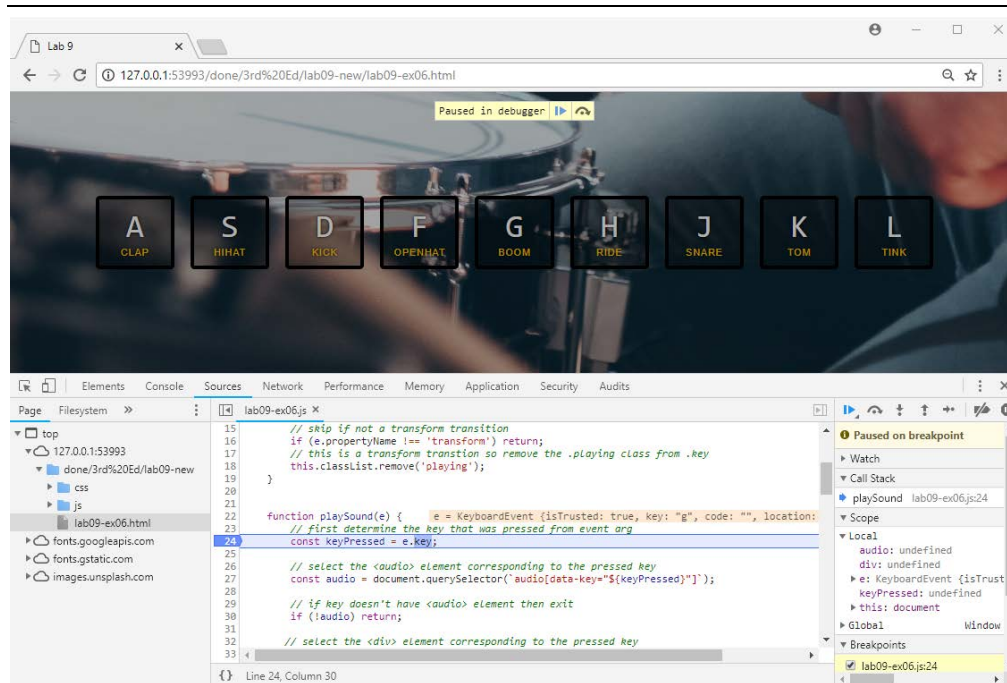 Lab 9
127.0.0.1:53993/done/3rd%20Ed/lab09-new/lab09-ex06.html
Paused in debugger
A S D F G H J K L
CLAP HIHAT KICK OPENHAT BOOM RIDE SNARE TOM TINK
Elements Console Sources Network Performance Memory Application Security Audits
Page Filesystem »
top
127.0.0.1:53993
done/3rd%20Ed/lab09-new
css
js
lab09-ex06.html
fonts.googleapis.com
fonts.gstatic.com
images.unsplash.com
lab09-ex06.js ×
15 // skip if not a transform transition
16 if (e.propertyName !== 'transform') return;
17 // this is a transform transtion so remove the .playing class from .key
18 this.classList.remove('playing');
19 }
20
21
22 function playSound(e) { e = KeyboardEvent {isTrusted: true, key: "g", code: "", location:
23 // first determine the key that was pressed from event arg
24 const keyPressed = e.key;
25
26 // select the <audio> element corresponding to the pressed key
27 const audio = document.querySelector(`audio[data-key="${keyPressed}"]`);
28
29 // if key doesn't have <audio> element then exit
30 if (!audio) return;
31
32 // select the <div> element corresponding to the pressed key
33
{} Line 24, Column 30
Paused on breakpoint
Watch
Call Stack
playSound lab09-ex06.js:24
Scope
Local
audio: undefined
div: undefined
e: KeyboardEvent {isTrust
keyPressed: undefined
this: document
Global Window
Breakpoints
lab09-ex06.js:24